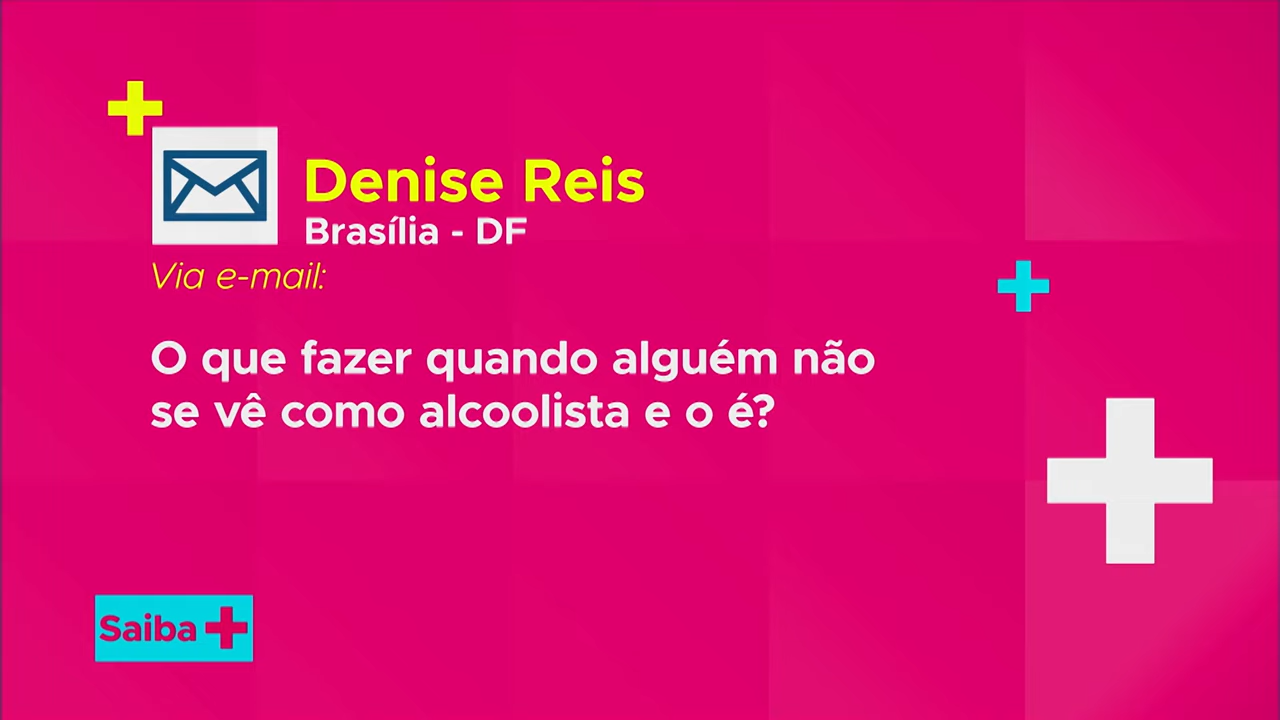 Denise Reis
Brasília - DF
Via e-mail:
O que fazer quando alguém não
se vê como alcoolista e o é?
Saiba+